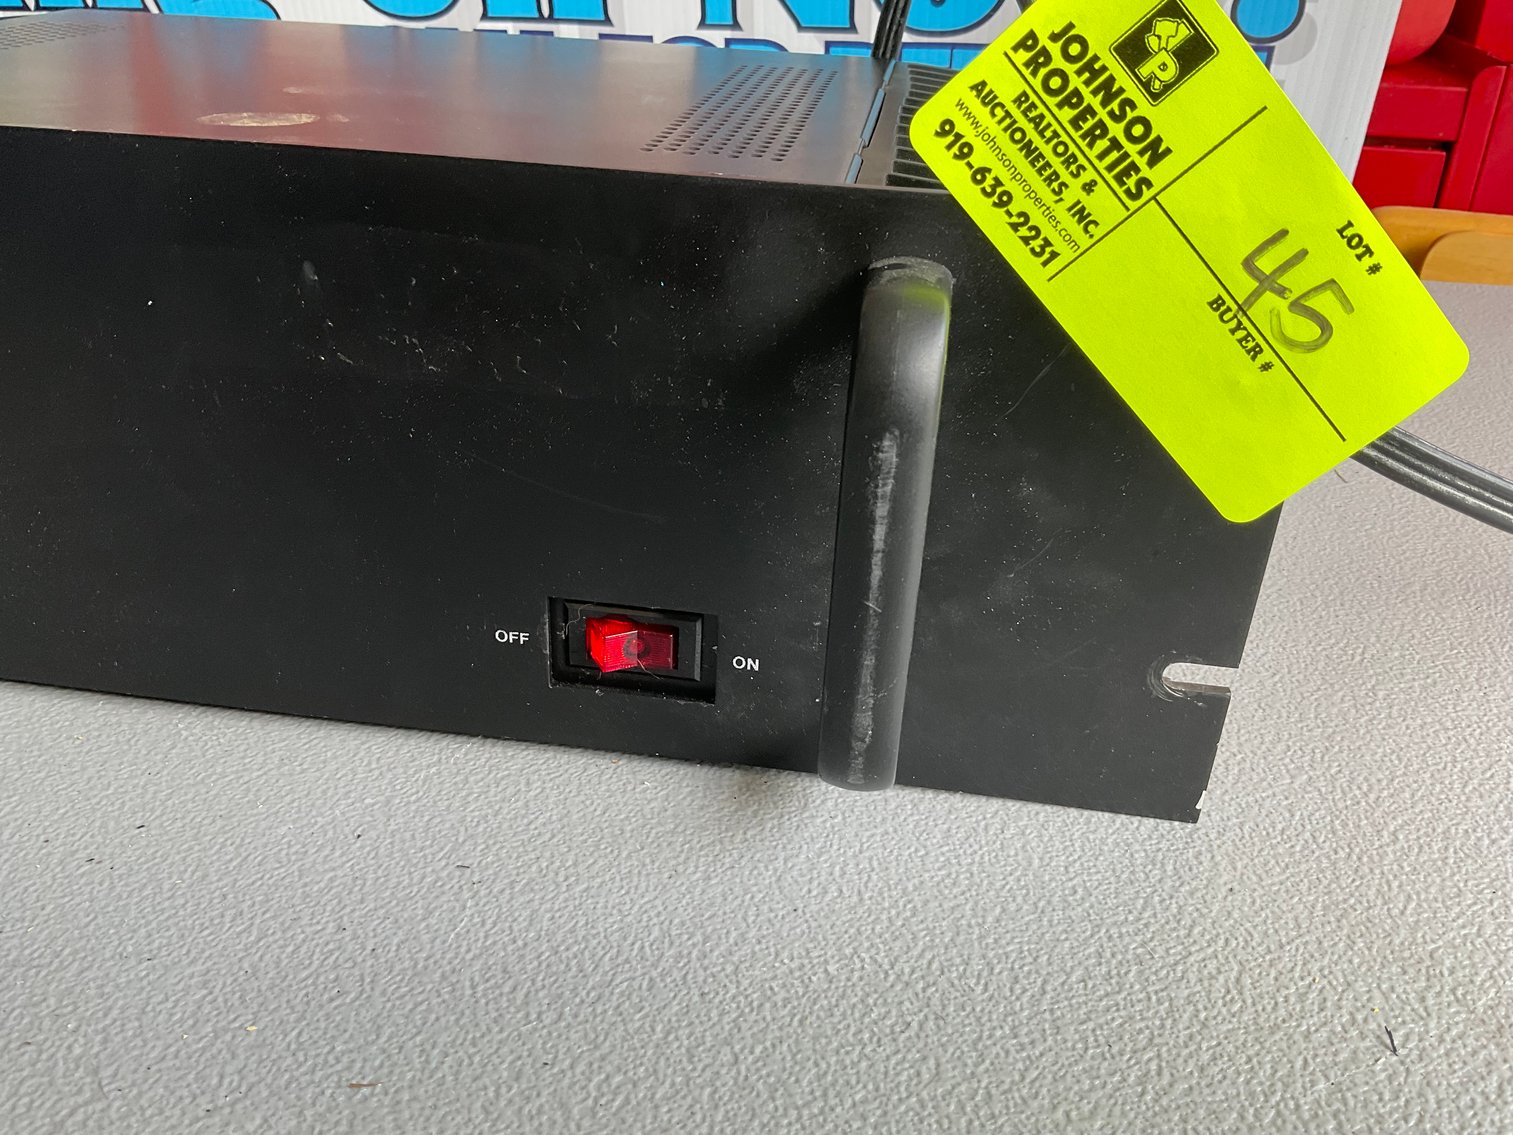 JOHNSON
PROPERTIES
REALTORS &
AUCTIONEERS, INC.
www.johnsonproperties.com
919-639-2231
LOT #
45
BUYER #
OFF
ON